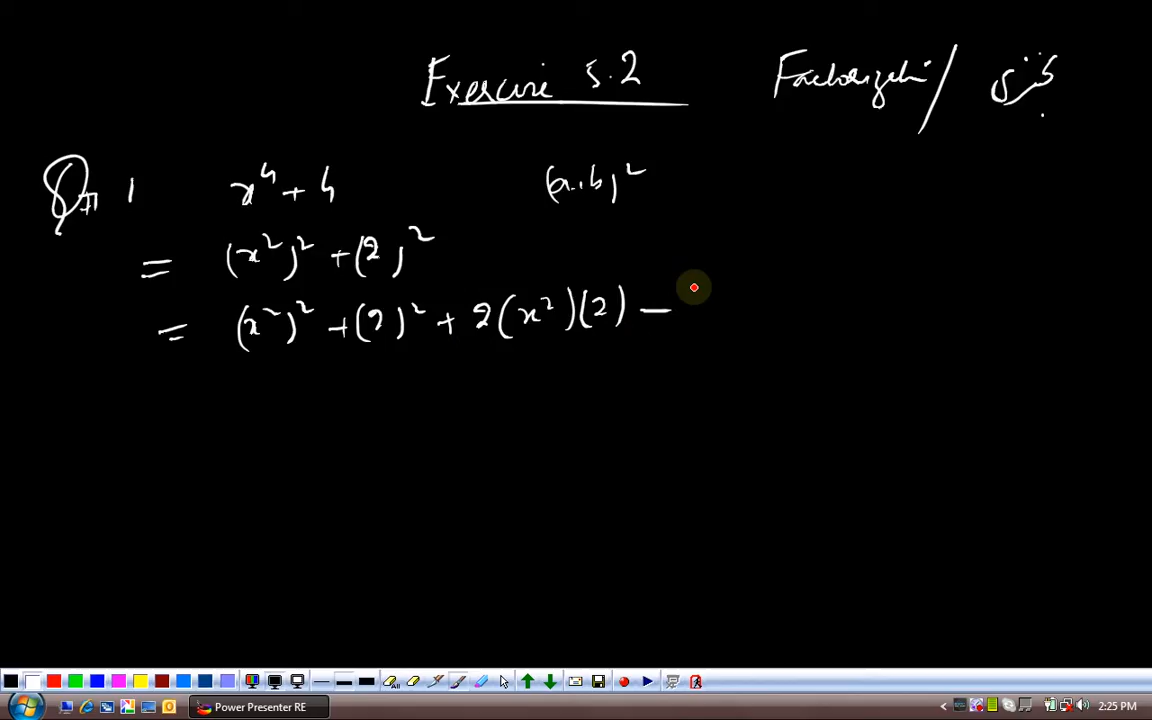 Exercise 5.2 Factorization / تجزی
Q# 1 x⁴ + 4 (a+b)²
= (x²)² + (2)²
= (x²)² + (2)² + 2(x²)(2) −
Power Presenter RE
2:25 PM